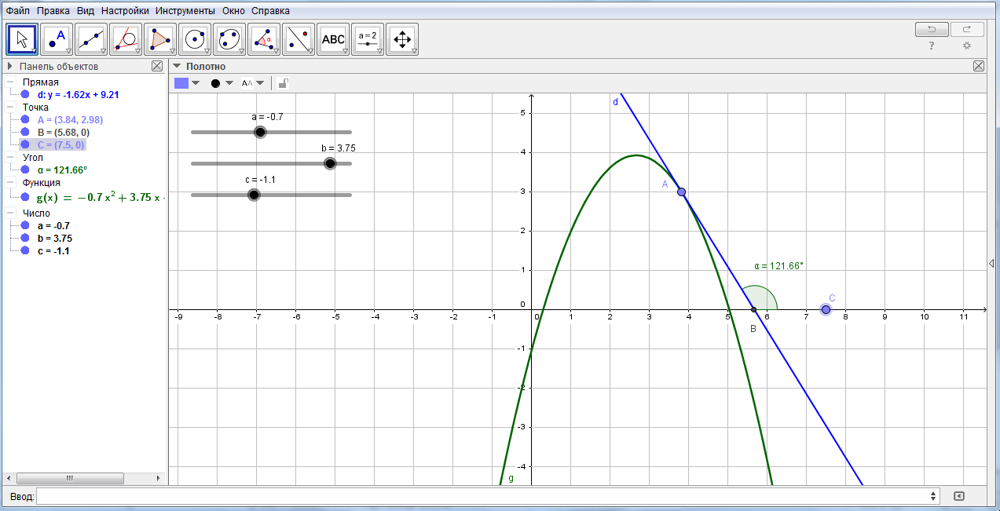 Файл Правка Вид Настройки Инструменты Окно Справка
A ABC a = 2
α
?
Панель объектов
Полотно
AA
Прямая
d: y = -1.62x + 9.21
Точка
A = (3.84, 2.98)
B = (5.68, 0)
C = (7.5, 0)
Угол
α = 121.66°
Функция
g(x) = −0.7 x² + 3.75 x -
Число
a = -0.7
b = 3.75
c = -1.1
a = -0.7
b = 3.75
c = -1.1
d
5
4
A
3
2
1
α = 121.66°
0
C
-9 -8 -7 -6 -5 -4 -3 -2 -1 0 1 2 3 4 5 6 7 8 9 10 11
B
-1
-2
-3
-4
g
Ввод: